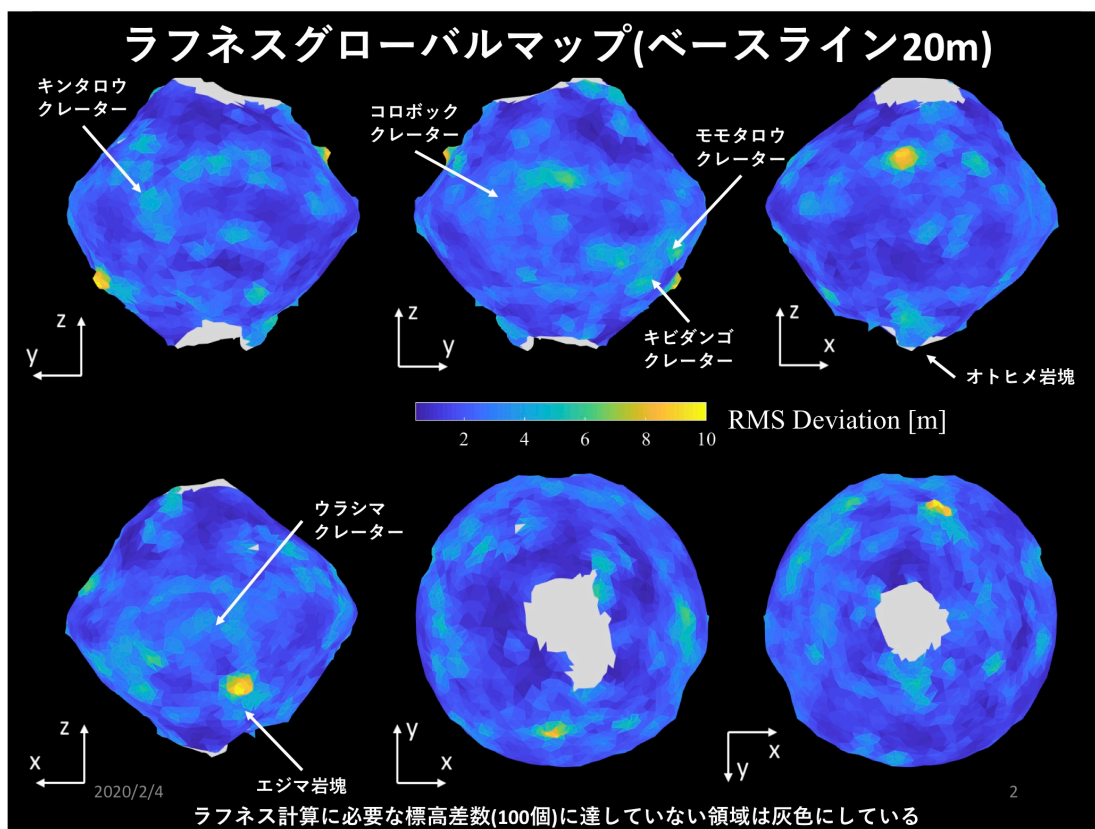 ラフネスグローバルマップ(ベースライン20m)
キンタロウ
クレーター
コロボック
クレーター
モモタロウ
クレーター
z
y
z
y
キビダンゴ
クレーター
z
x
オトヒメ岩塊
2
4
6
8
10
RMS Deviation [m]
ウラシマ
クレーター
z
x
エジマ岩塊
y
x
x
y
2020/2/4
2
ラフネス計算に必要な標高差数(100個)に達していない領域は灰色にしている